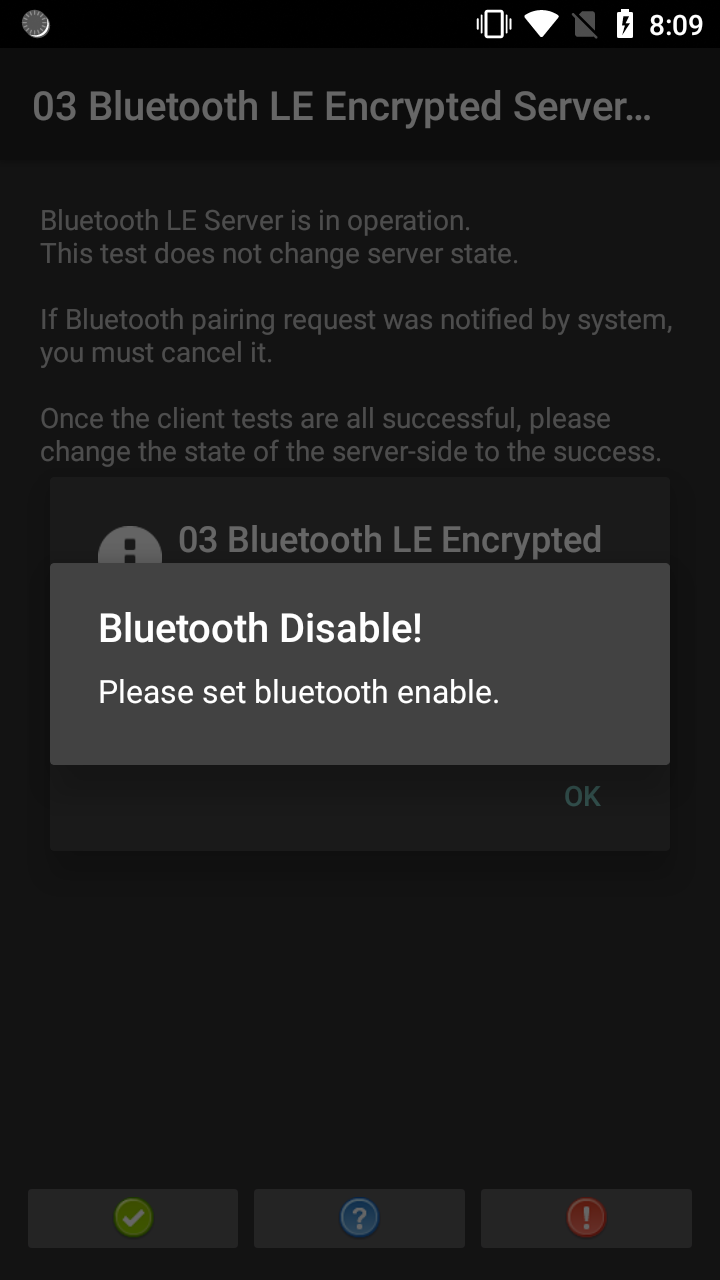 8:09
03 Bluetooth LE Encrypted Server...
Bluetooth LE Server is in operation.
This test does not change server state.
If Bluetooth pairing request was notified by system,
you must cancel it.
Once the client tests are all successful, please
change the state of the server-side to the success.
03 Bluetooth LE Encrypted
Bluetooth Disable!
Please set bluetooth enable.
OK